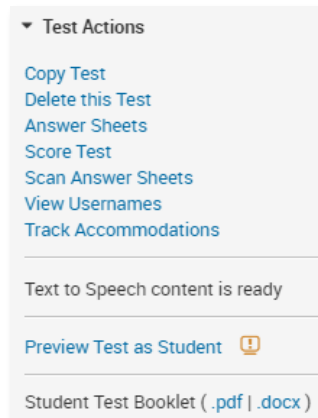 Test Actions
Copy Test
Delete this Test
Answer Sheets
Score Test
Scan Answer Sheets
View Usernames
Track Accommodations
Text to Speech content is ready
Preview Test as Student
Student Test Booklet ( .pdf | .docx )